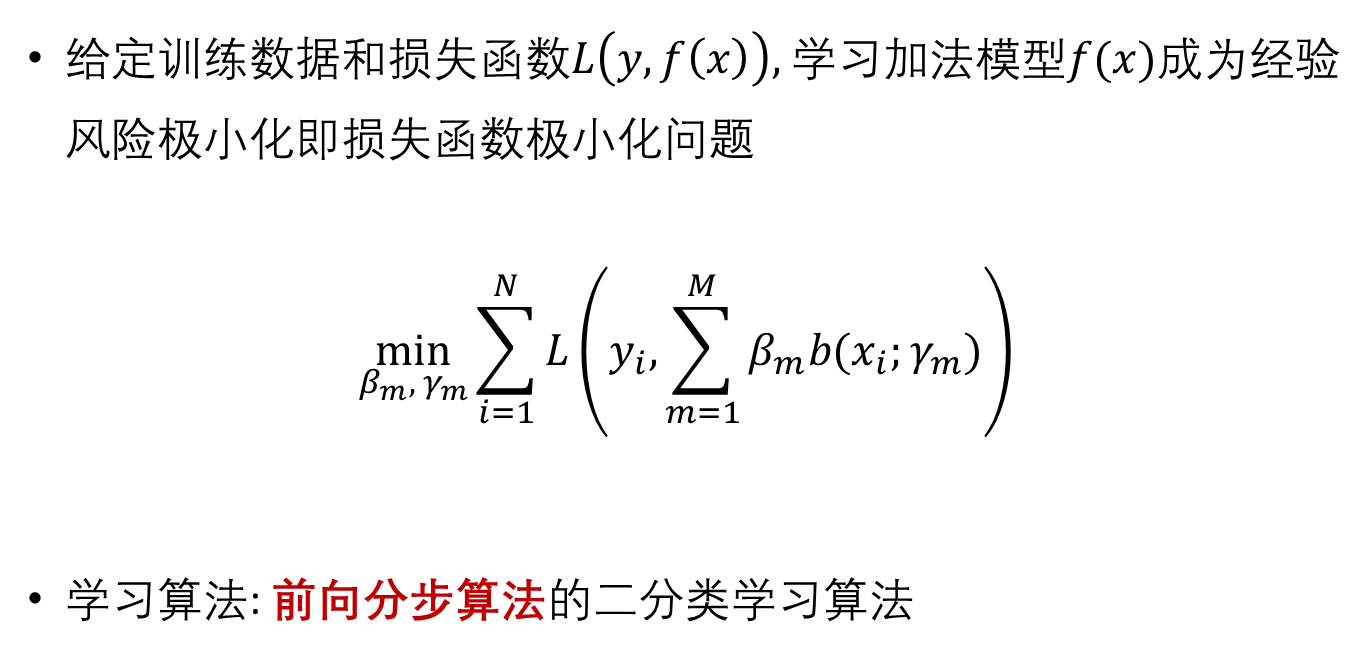 • 给定训练数据和损失函数L(y, f(x)), 学习加法模型f(x)成为经验
风险极小化即损失函数极小化问题
min_{β_m, γ_m} ∑_{i=1}^{N} L(y_i, ∑_{m=1}^{M} β_m b(x_i; γ_m))
• 学习算法: 前向分步算法的二分类学习算法